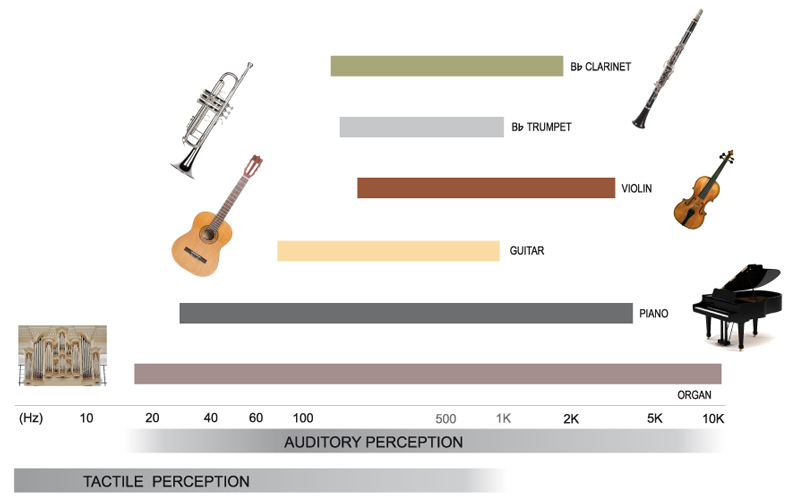 B♭ CLARINET
B♭ TRUMPET
VIOLIN
GUITAR
PIANO
ORGAN
(Hz) 10 20 40 60 100 500 1K 2K 5K 10K
AUDITORY PERCEPTION
TACTILE PERCEPTION